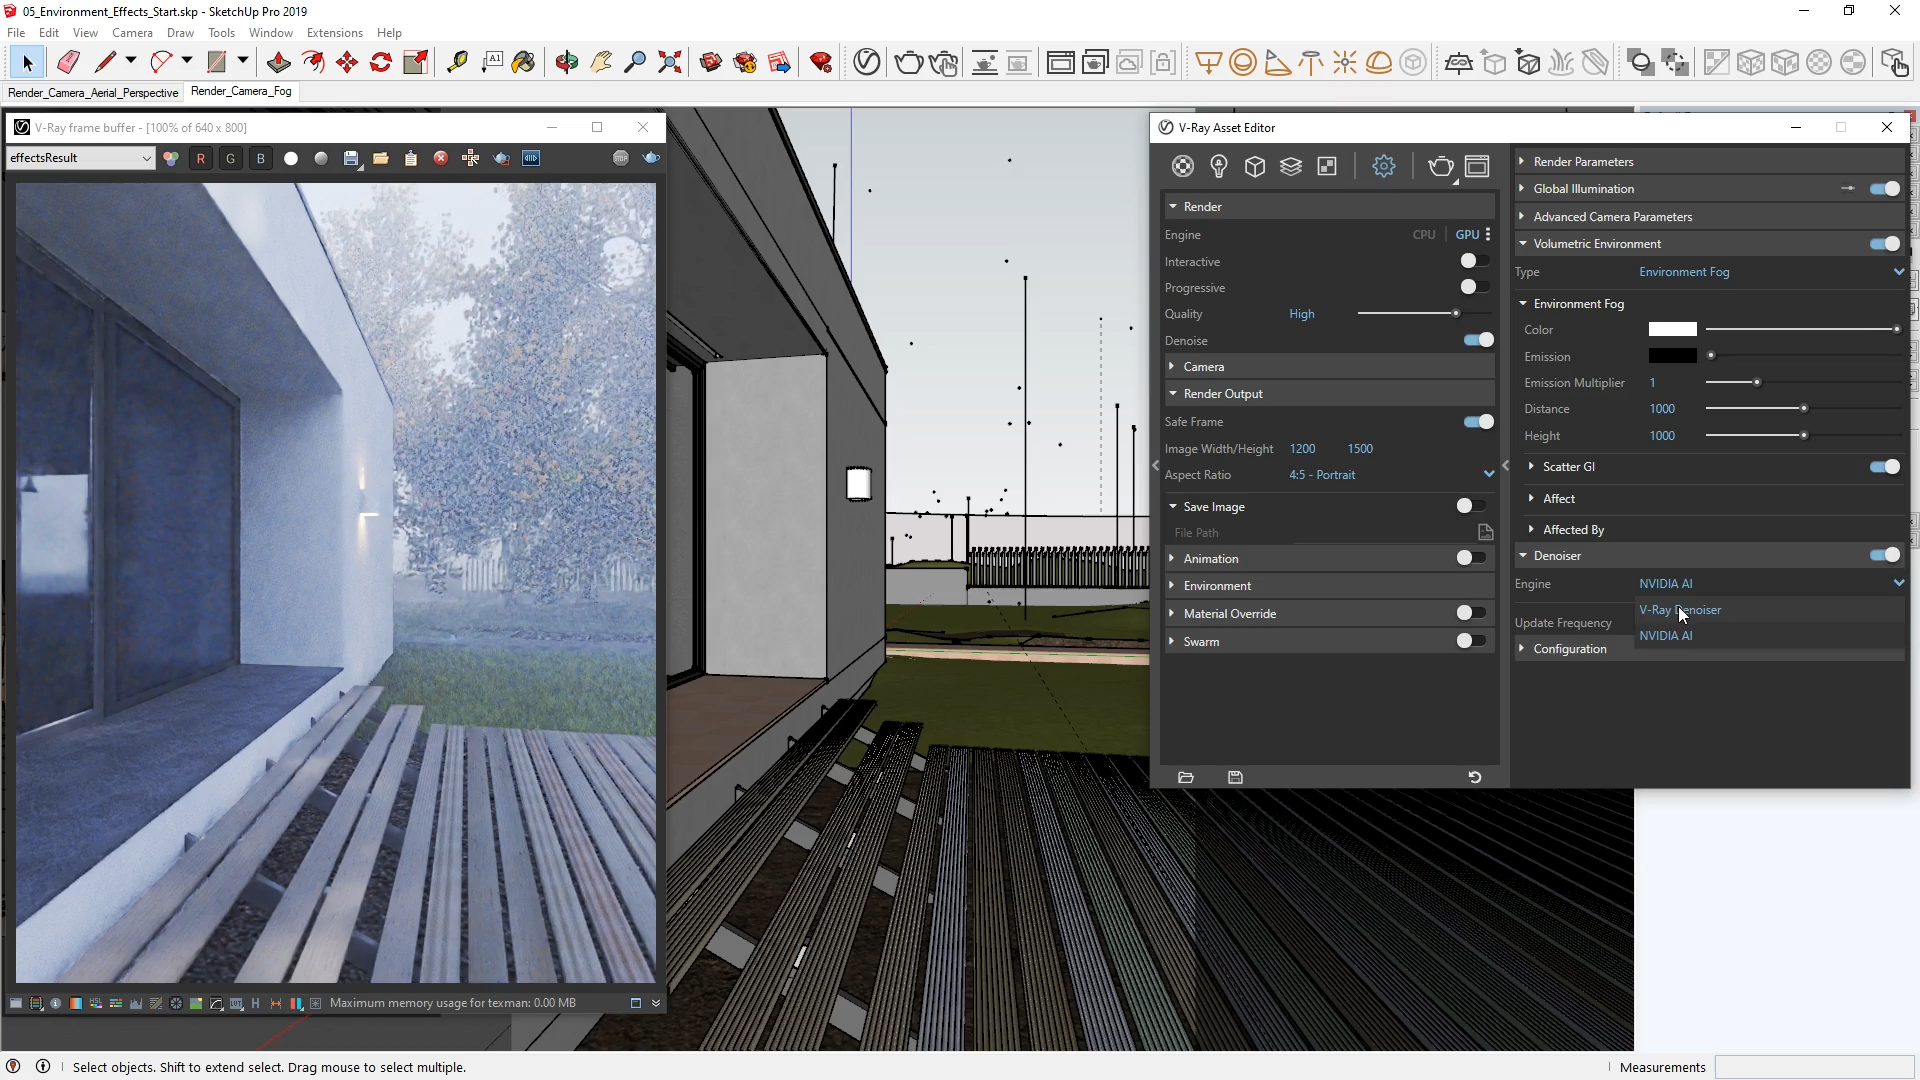 05_Environment_Effects_Start.skp - SketchUp Pro 2019
File Edit View Camera Draw Tools Window Extensions Help
Render_Camera_Aerial_Perspective Render_Camera_Fog
V-Ray frame buffer - [100% of 640 x 800]
effectsResult
R G B
STOP
HSL
LUT
H
Maximum memory usage for texman: 0.00 MB
V-Ray Asset Editor
Render
Engine CPU GPU
Interactive
Progressive
Quality High
Denoise
Camera
Render Output
Safe Frame
Image Width/Height 1200 1500
Aspect Ratio 4:5 - Portrait
Save Image
File Path
Animation
Environment
Material Override
Swarm
Render Parameters
Global Illumination
Advanced Camera Parameters
Volumetric Environment
Type Environment Fog
Environment Fog
Color
Emission
Emission Multiplier 1
Distance 1000
Height 1000
Scatter GI
Affect
Affected By
Denoiser
Engine NVIDIA AI
V-Ray Denoiser
Update Frequency
NVIDIA AI
Configuration
Select objects. Shift to extend select. Drag mouse to select multiple.
Measurements